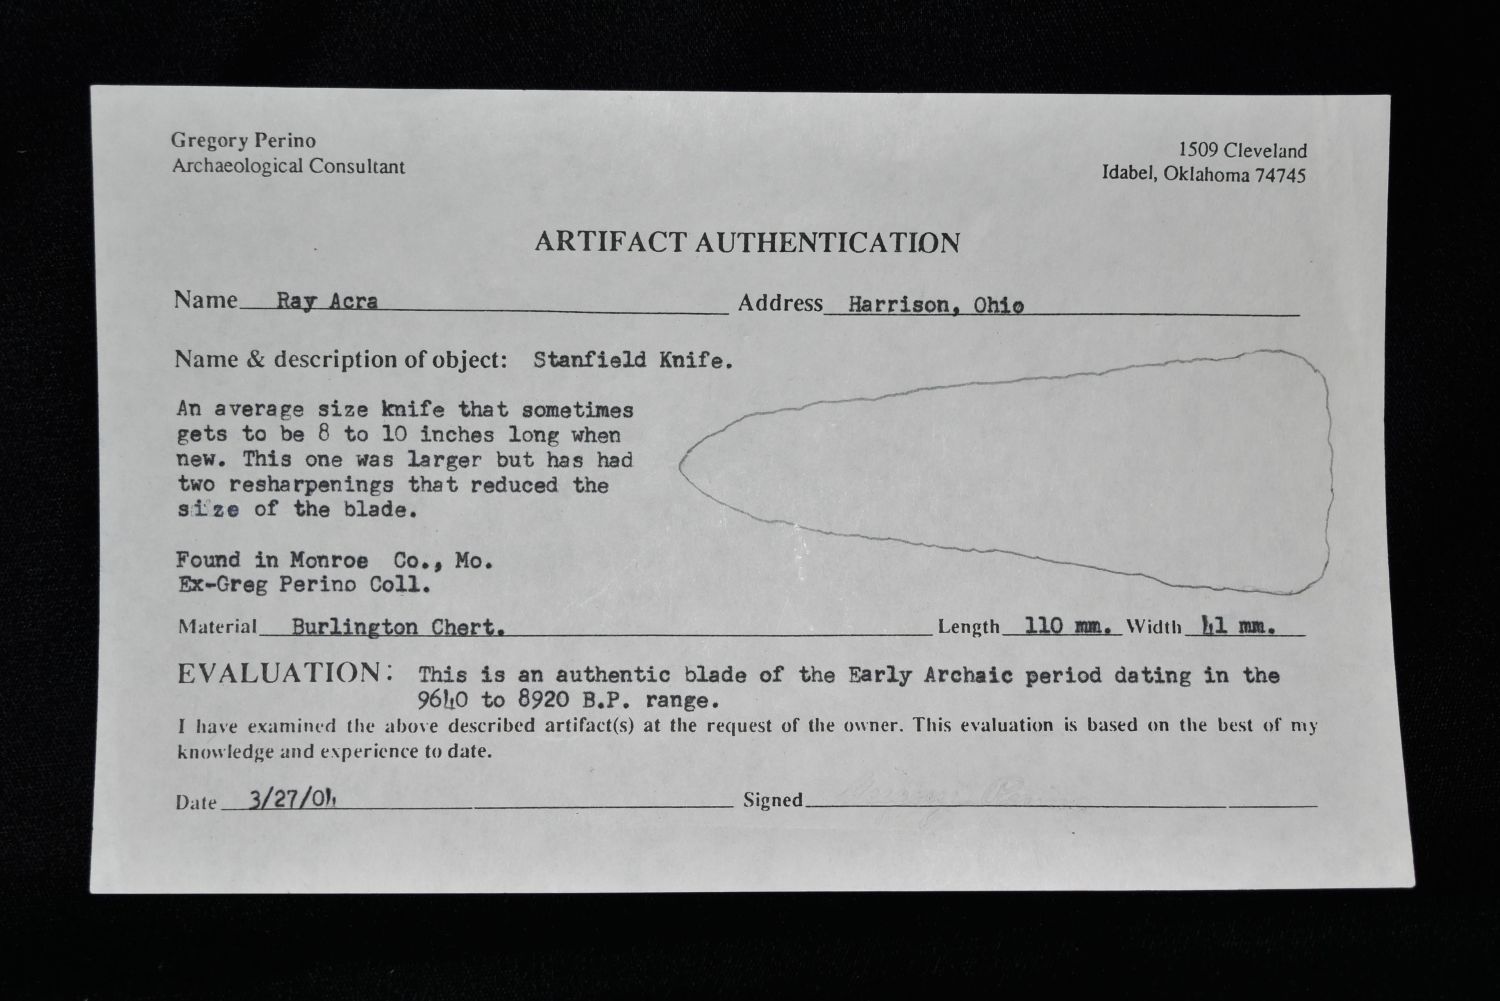 Gregory Perino
Archaeological Consultant
1509 Cleveland
Idabel, Oklahoma 74745
ARTIFACT AUTHENTICATION
Name Ray Acra Address Harrison, Ohio
Name & description of object: Stanfield Knife.
An average size knife that sometimes
gets to be 8 to 10 inches long when
new. This one was larger but has had
two resharpenings that reduced the
size of the blade.
Found in Monroe Co., Mo.
Ex-Greg Perino Coll.
Material Burlington Chert. Length 110 mm. Width 41 mm.
EVALUATION: This is an authentic blade of the Early Archaic period dating in the
9640 to 8920 B.P. range.
I have examined the above described artifact(s) at the request of the owner. This evaluation is based on the best of my
knowledge and experience to date.
Date 3/27/04 Signed